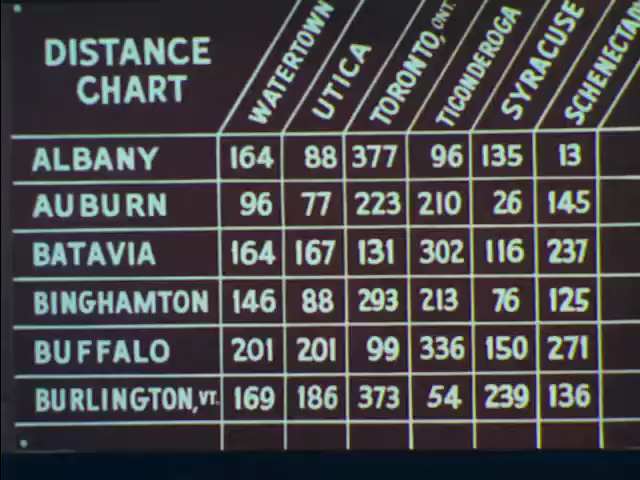 DISTANCE
CHART
WATERTOWN UTICA TORONTO, ONT. TICONDEROGA SYRACUSE
ALBANY 164 88 377 96 135 13
AUBURN 96 77 223 210 26 145
BATAVIA 164 167 131 302 116 237
BINGHAMTON 146 88 293 213 76 125
BUFFALO 201 201 99 336 150 271
BURLINGTON, VT. 169 186 373 54 239 136